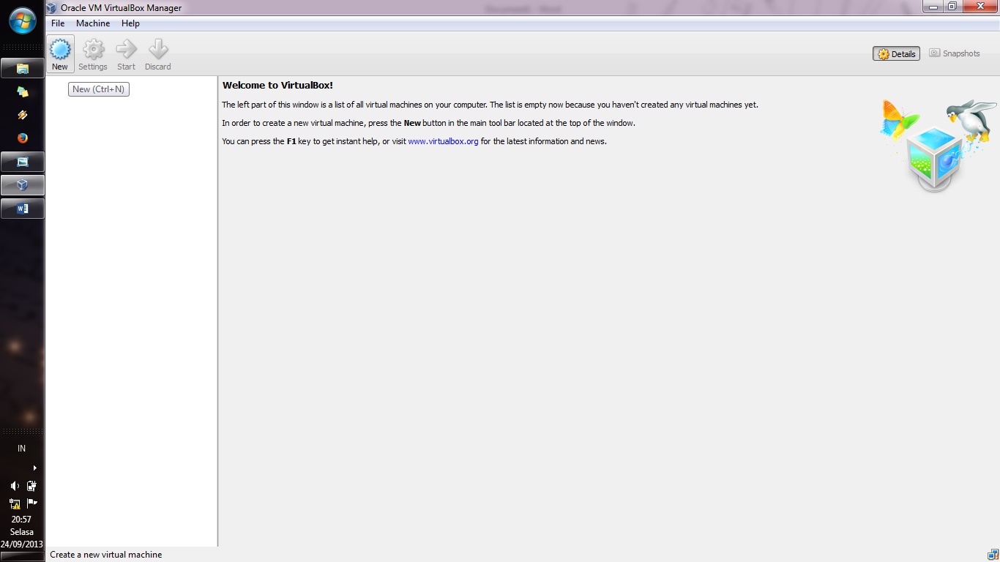 Oracle VM VirtualBox Manager
File Machine Help
New Settings Start Discard
Details Snapshots
New (Ctrl+N)
Welcome to VirtualBox!
The left part of this window is a list of all virtual machines on your computer. The list is empty now because you haven't created any virtual machines yet.
In order to create a new virtual machine, press the New button in the main tool bar located at the top of the window.
You can press the F1 key to get instant help, or visit www.virtualbox.org for the latest information and news.
W
IN
20:57
Selasa
24/09/2013
Create a new virtual machine